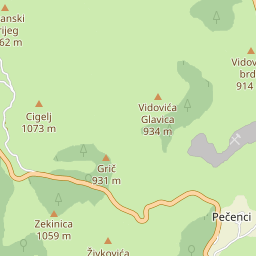 anski
rijeg
62 m
Vidov
brd
914
Cigelj
1073 m
Vidovića
Glavica
934 m
Grič
931 m
Pečenci
Zekinica
1059 m
Živkovića